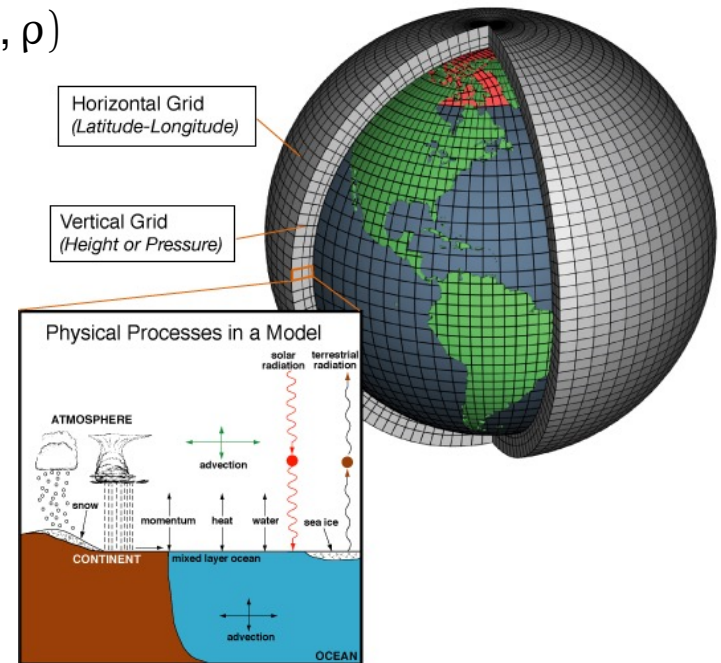 , ρ)
Horizontal Grid
(Latitude-Longitude)
Vertical Grid
(Height or Pressure)
Physical Processes in a Model
solar
radiation
terrestrial
radiation
ATMOSPHERE
advection
snow
momentum
heat
water
sea ice
CONTINENT
mixed layer ocean
advection
OCEAN